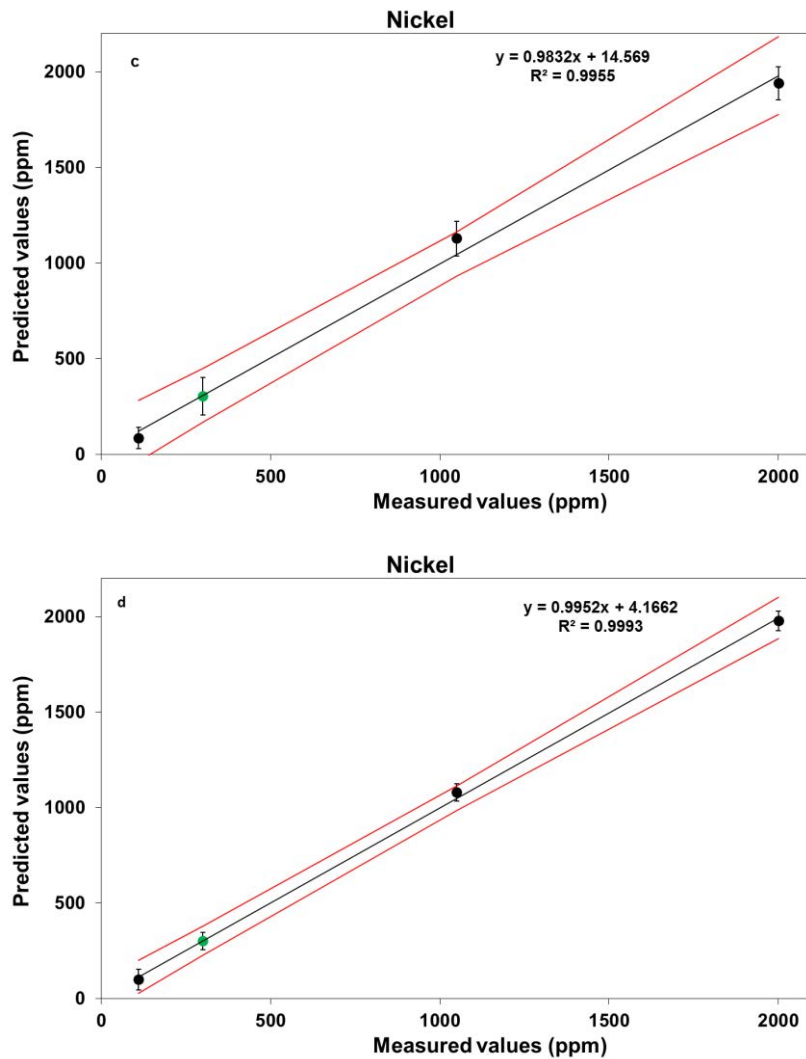 Nickel
c
y = 0.9832x + 14.569
R² = 0.9955
2000
1500
1000
500
0
Predicted values (ppm)
0 500 1000 1500 2000
Measured values (ppm)
Nickel
d
y = 0.9952x + 4.1662
R² = 0.9993
2000
1500
1000
500
0
Predicted values (ppm)
0 500 1000 1500 2000
Measured values (ppm)